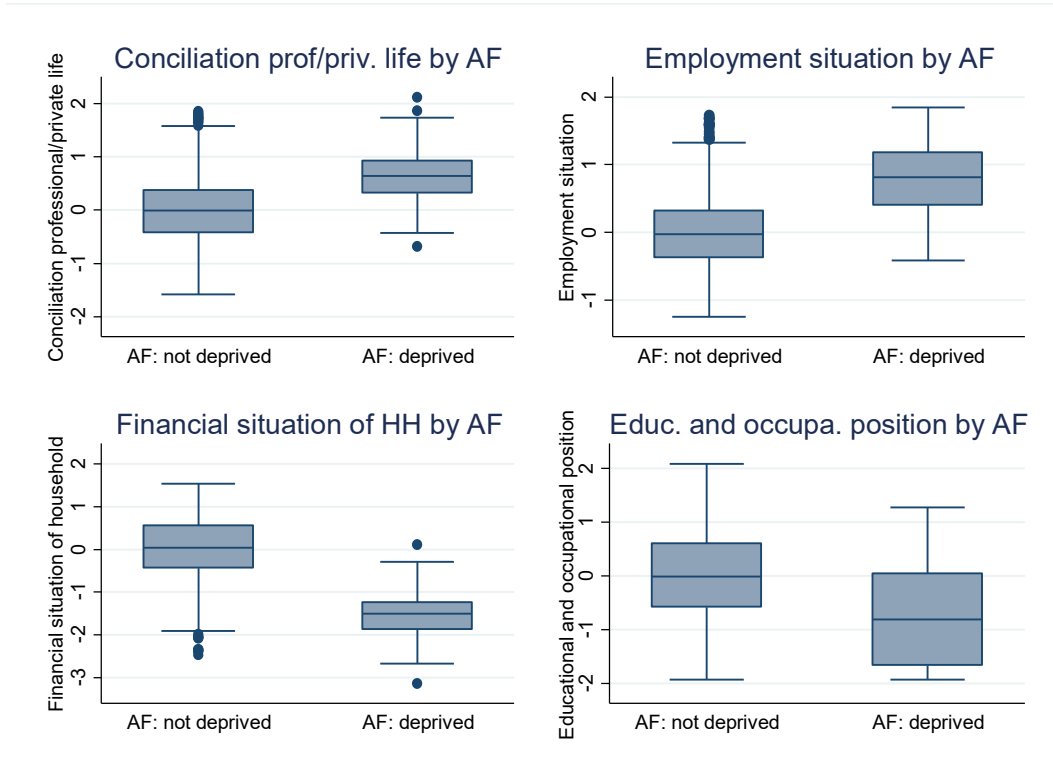 Conciliation prof/priv. life by AF
Conciliation professional/private life
2
1
0
-1
-2
AF: not deprived
AF: deprived
Employment situation by AF
Employment situation
2
1
0
-1
AF: not deprived
AF: deprived
Financial situation of HH by AF
Financial situation of household
2
1
0
-1
-2
-3
AF: not deprived
AF: deprived
Educ. and occupa. position by AF
Educational and occupational position
2
1
0
-1
-2
AF: not deprived
AF: deprived